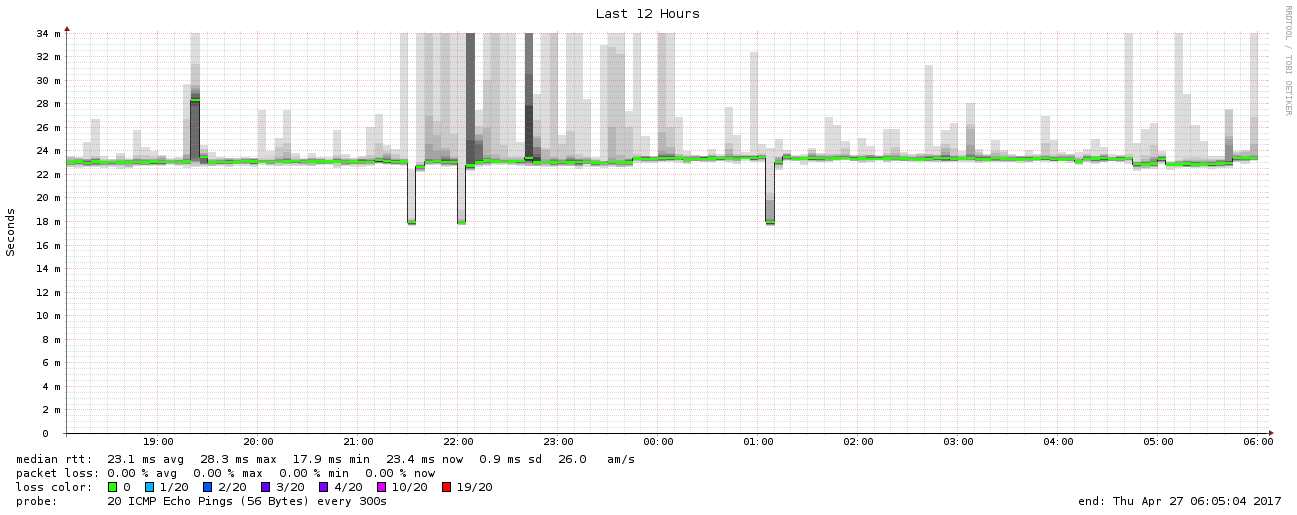 Last 12 Hours
RRDTOOL / TOBI OETIKER
Seconds
34 m
32 m
30 m
28 m
26 m
24 m
22 m
20 m
18 m
16 m
14 m
12 m
10 m
8 m
6 m
4 m
2 m
0
19:00 20:00 21:00 22:00 23:00 00:00 01:00 02:00 03:00 04:00 05:00 06:00
median rtt: 23.1 ms avg 28.3 ms max 17.9 ms min 23.4 ms now 0.9 ms sd 26.0 am/s
packet loss: 0.00 % avg 0.00 % max 0.00 % min 0.00 % now
loss color: 0 1/20 2/20 3/20 4/20 10/20 19/20
probe: 20 ICMP Echo Pings (56 Bytes) every 300s end: Thu Apr 27 06:05:04 2017